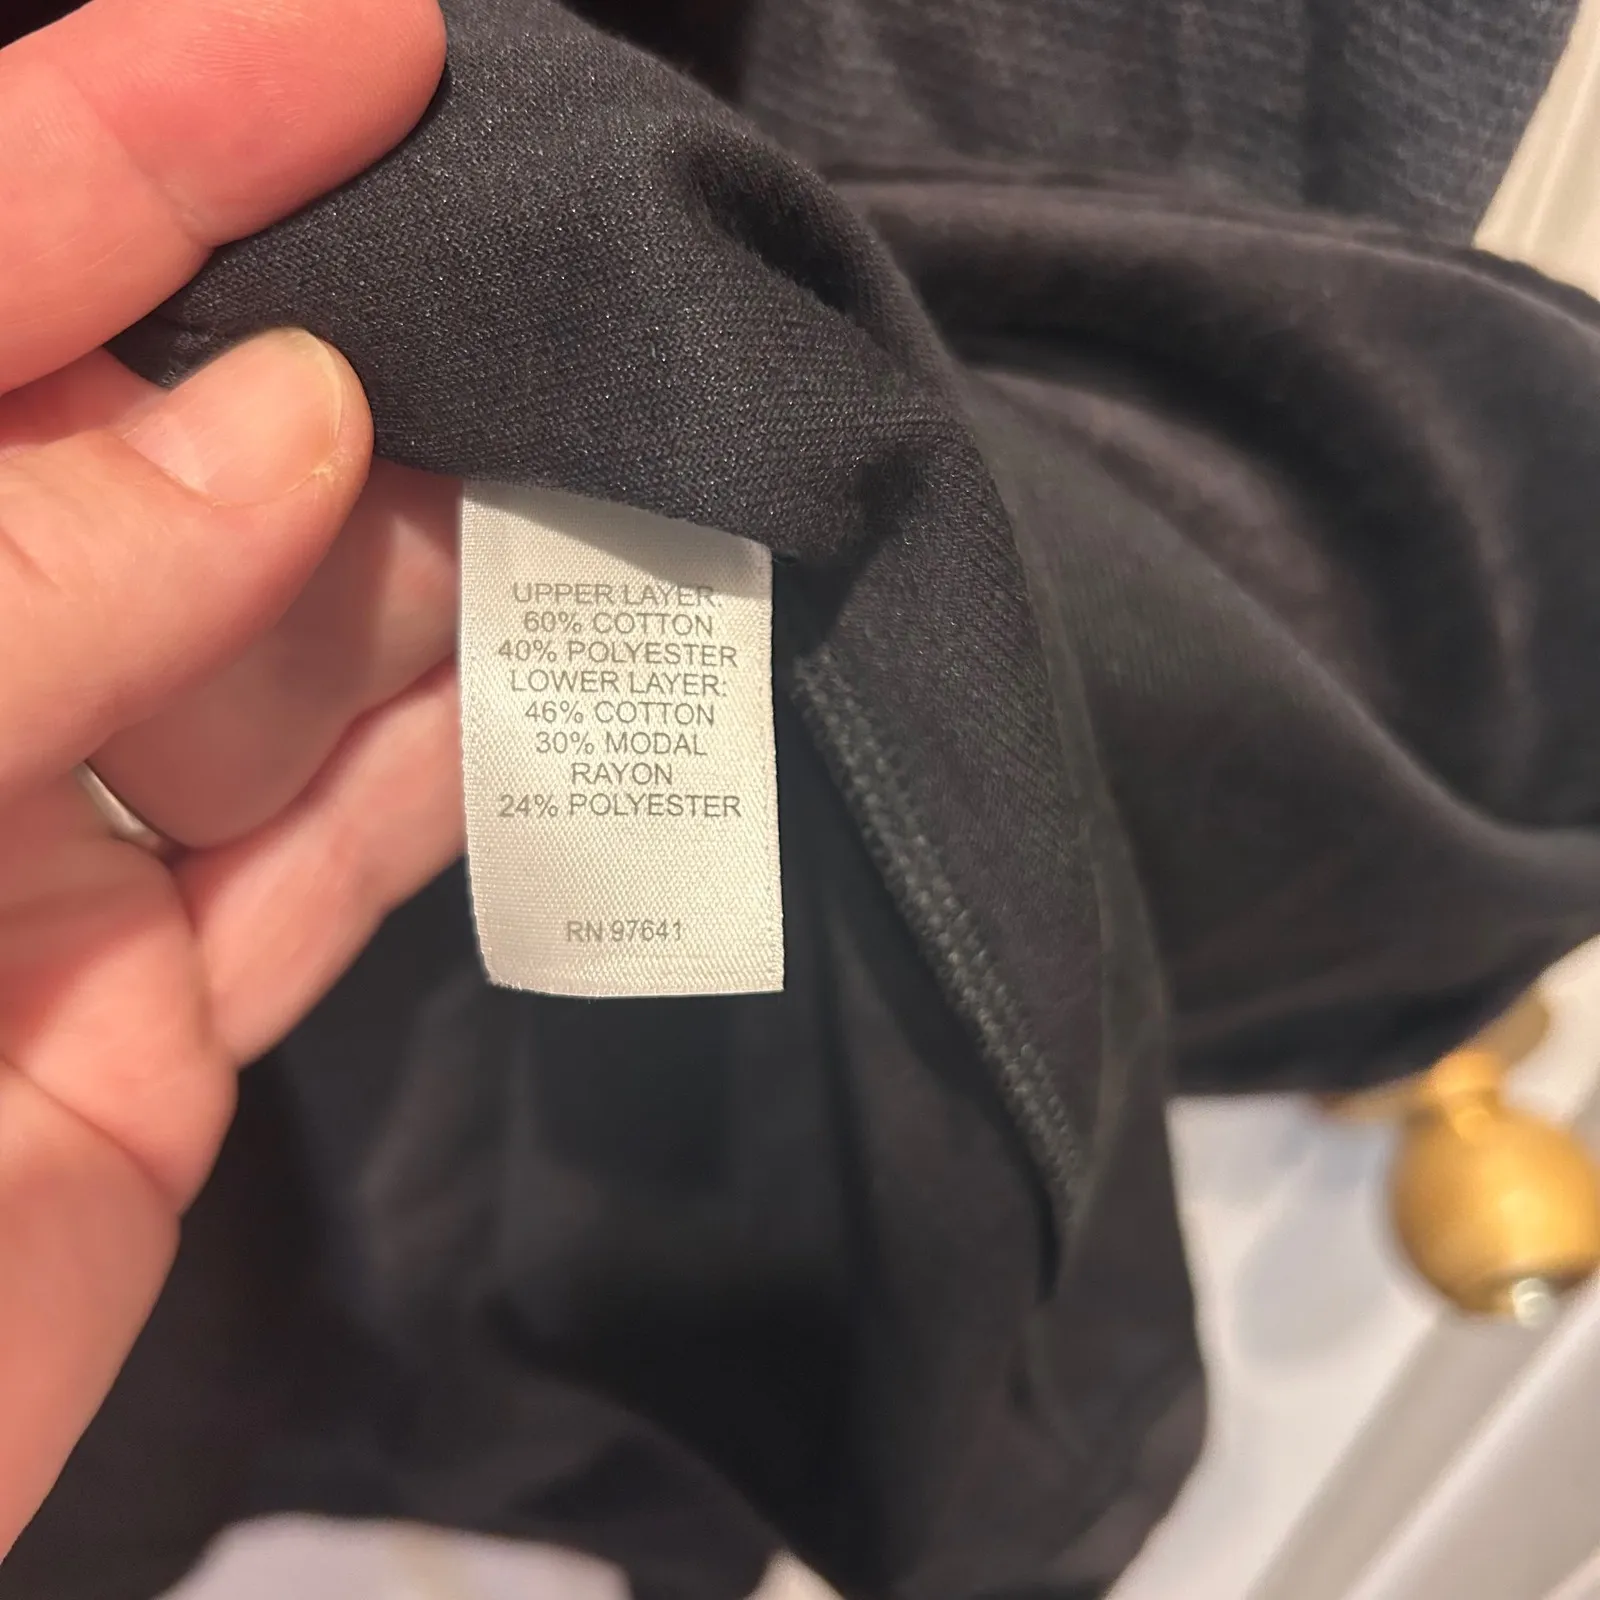 UPPER LAYER:
60% COTTON
40% POLYESTER
LOWER LAYER:
46% COTTON
30% MODAL
RAYON
24% POLYESTER
RN 97641